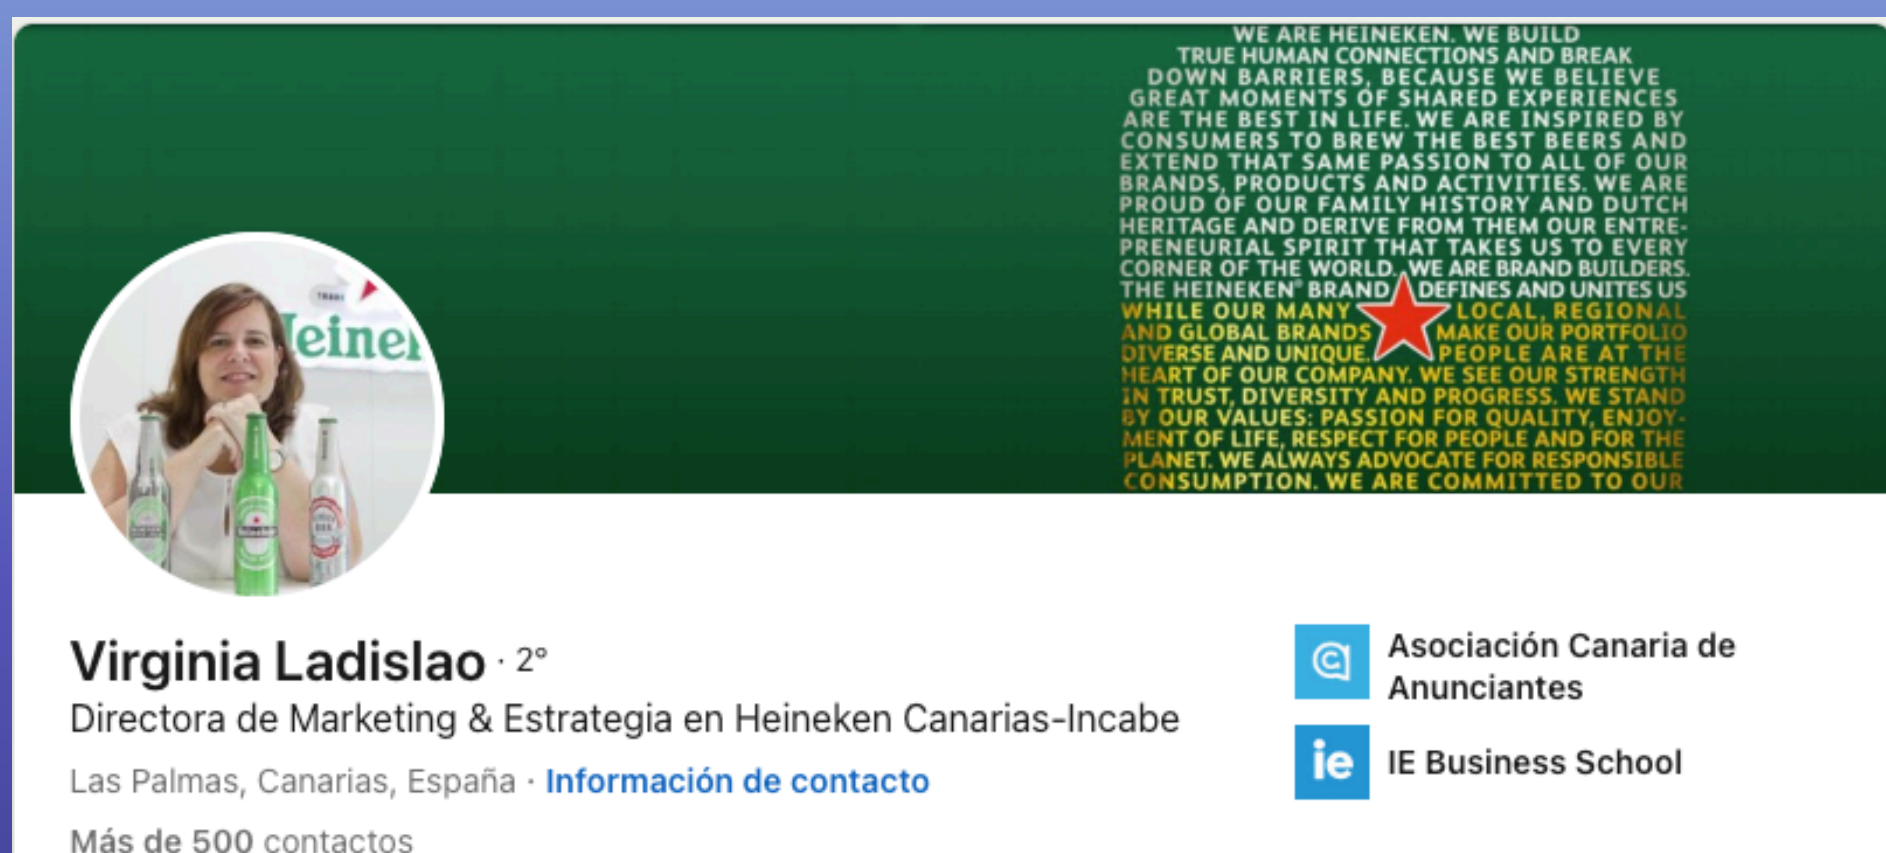 WE ARE HEINEKEN. WE BUILD
TRUE HUMAN CONNECTIONS AND BREAK
DOWN BARRIERS, BECAUSE WE BELIEVE
GREAT MOMENTS OF SHARED EXPERIENCES
ARE THE BEST IN LIFE. WE ARE INSPIRED BY
CONSUMERS TO BREW THE BEST BEERS AND
EXTEND THAT SAME PASSION TO ALL OF OUR
BRANDS, PRODUCTS AND ACTIVITIES. WE ARE
PROUD OF OUR FAMILY HISTORY AND DUTCH
HERITAGE AND DERIVE FROM THEM OUR ENTRE-
PRENEURIAL SPIRIT THAT TAKES US TO EVERY
CORNER OF THE WORLD. WE ARE BRAND BUILDERS.
THE HEINEKEN® BRAND DEFINES AND UNITES US
WHILE OUR MANY LOCAL, REGIONAL
AND GLOBAL BRANDS MAKE OUR PORTFOLIO
DIVERSE AND UNIQUE. PEOPLE ARE AT THE
HEART OF OUR COMPANY. WE SEE OUR STRENGTH
IN TRUST, DIVERSITY AND PROGRESS. WE STAND
BY OUR VALUES: PASSION FOR QUALITY, ENJOY-
MENT OF LIFE, RESPECT FOR PEOPLE AND FOR THE
PLANET. WE ALWAYS ADVOCATE FOR RESPONSIBLE
CONSUMPTION. WE ARE COMMITTED TO OUR
Heinek
Heineken
Virginia Ladislao · 2°
Directora de Marketing & Estrategia en Heineken Canarias-Incabe
Las Palmas, Canarias, España · Información de contacto
Más de 500 contactos
Asociación Canaria de
Anunciantes
ie
IE Business School